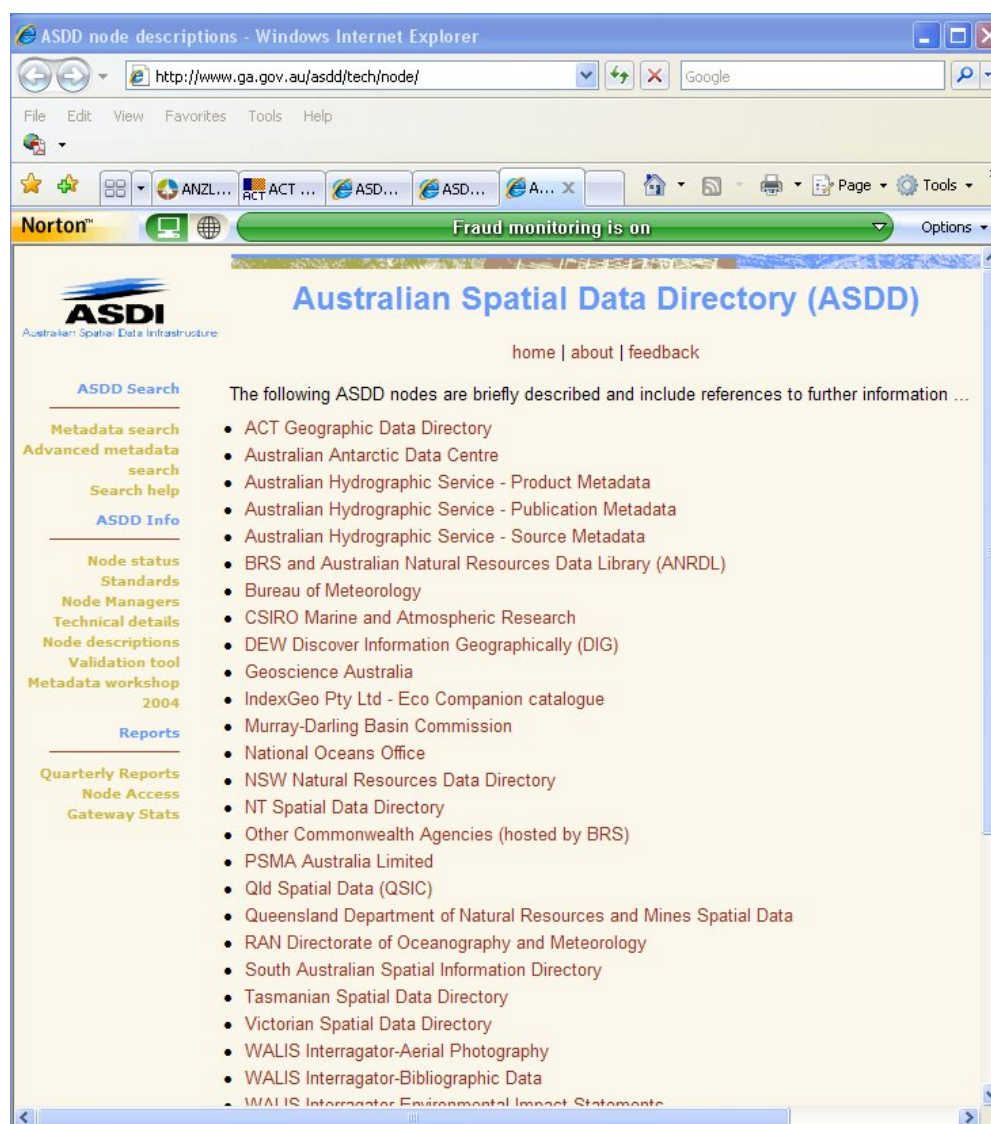 ASDD node descriptions - Windows Internet Explorer
http://www.ga.gov.au/asdd/tech/node/
Google
File Edit View Favorites Tools Help
ANZL... ACT ... ASD... ASD... A...
Page Tools
Norton™ Fraud monitoring is on Options
ASDI
Australian Spatial Data Infrastructure
Australian Spatial Data Directory (ASDD)
home | about | feedback
ASDD Search
Metadata search
Advanced metadata
search
Search help
ASDD Info
Node status
Standards
Node Managers
Technical details
Node descriptions
Validation tool
Metadata workshop
2004
Reports
Quarterly Reports
Node Access
Gateway Stats
The following ASDD nodes are briefly described and include references to further information ...
• ACT Geographic Data Directory
• Australian Antarctic Data Centre
• Australian Hydrographic Service - Product Metadata
• Australian Hydrographic Service - Publication Metadata
• Australian Hydrographic Service - Source Metadata
• BRS and Australian Natural Resources Data Library (ANRDL)
• Bureau of Meteorology
• CSIRO Marine and Atmospheric Research
• DEW Discover Information Geographically (DIG)
• Geoscience Australia
• IndexGeo Pty Ltd - Eco Companion catalogue
• Murray-Darling Basin Commission
• National Oceans Office
• NSW Natural Resources Data Directory
• NT Spatial Data Directory
• Other Commonwealth Agencies (hosted by BRS)
• PSMA Australia Limited
• Qld Spatial Data (QSIC)
• Queensland Department of Natural Resources and Mines Spatial Data
• RAN Directorate of Oceanography and Meteorology
• South Australian Spatial Information Directory
• Tasmanian Spatial Data Directory
• Victorian Spatial Data Directory
• WALIS Interragator-Aerial Photography
• WALIS Interragator-Bibliographic Data
• WALIS Interragator-Environmental Impact Statements